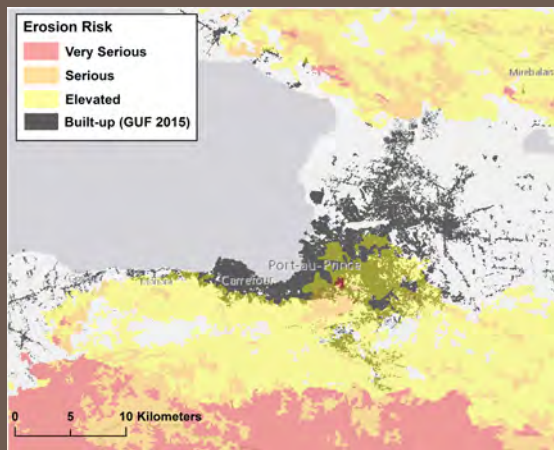 Erosion Risk
Very Serious
Serious
Elevated
Built-up (GUF 2015)
Mirebalais
Port-au-Prince
Carrefour
0 5 10 Kilometers